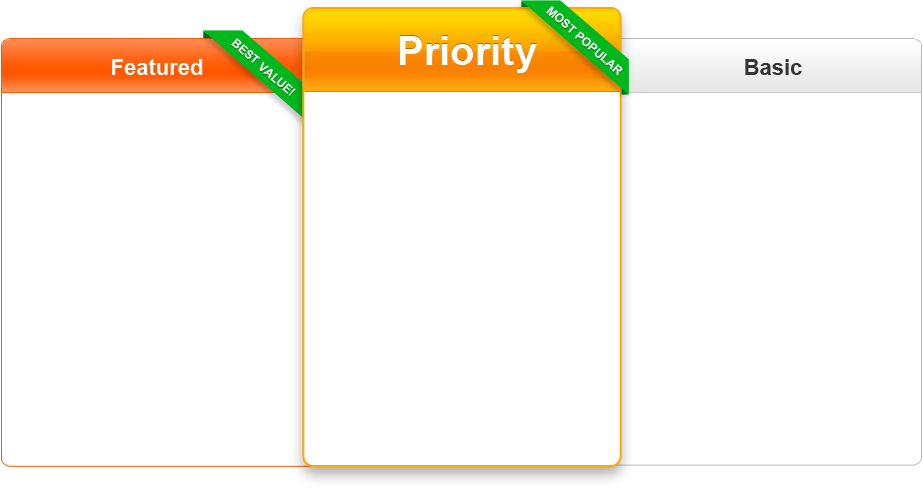 Featured
BEST VALUE!
Priority
MOST POPULAR
Basic